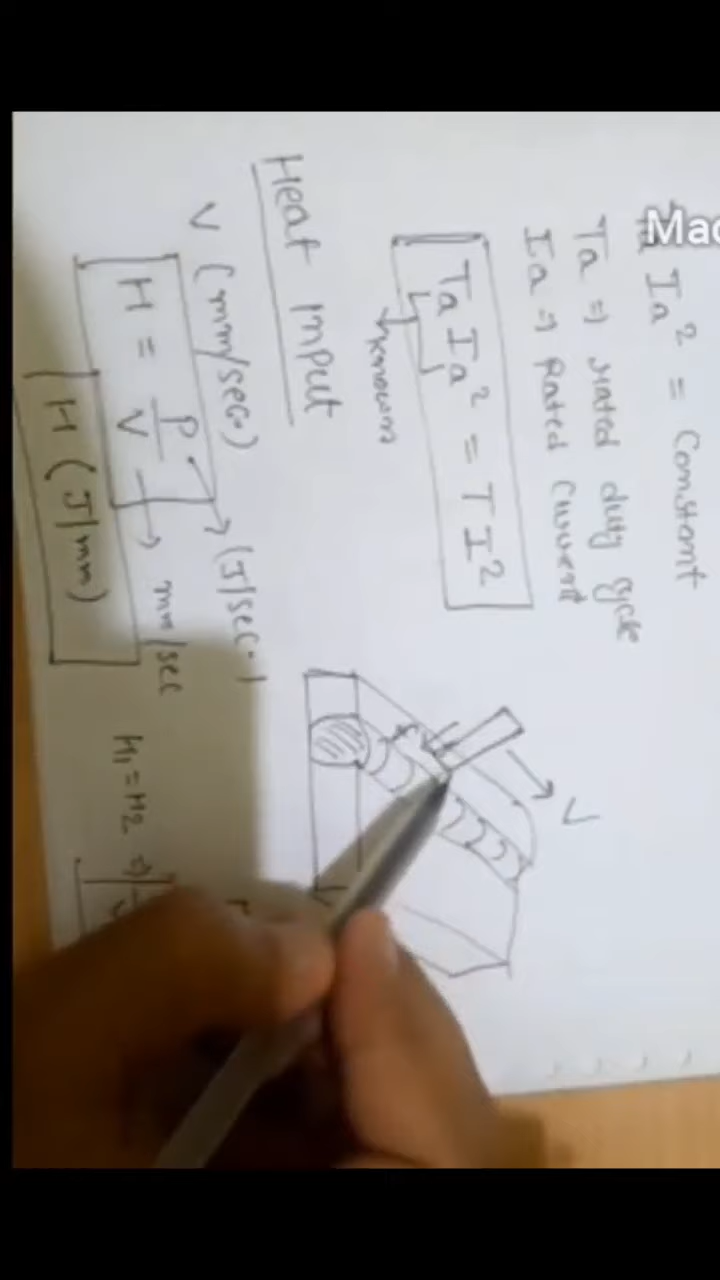 Mad
Ia² = Constant
Ta ⇒ rated duty cycle
Ia ⇒ Rated Current
Ta Ia² = T I²
known
Heat Input
V (mm/sec.)
H = P/V
(J/sec.)
mm/sec
H (J/mm)
V
H₁ = H₂ ⇒